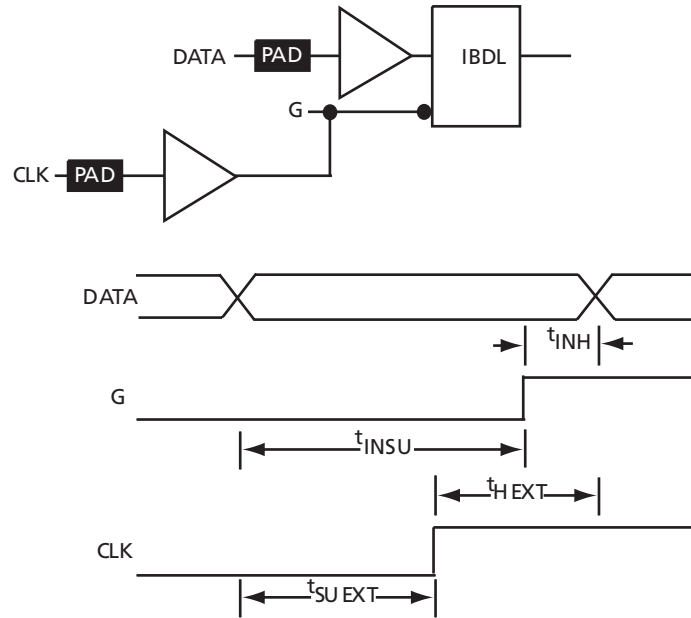 DATA PAD IBDL
G
CLK PAD
DATA
tINH
G
tINSU
tHEXT
CLK
tSUEXT